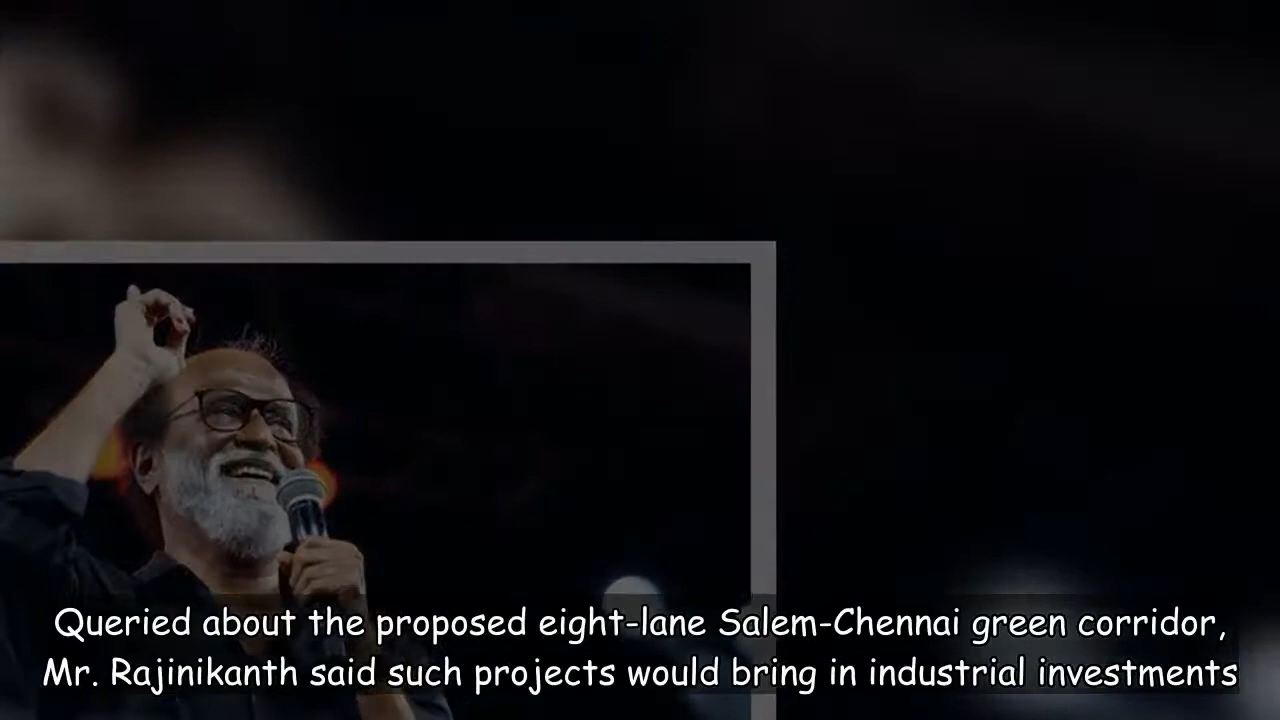 Queried about the proposed eight-lane Salem-Chennai green corridor,
Mr. Rajinikanth said such projects would bring in industrial investments